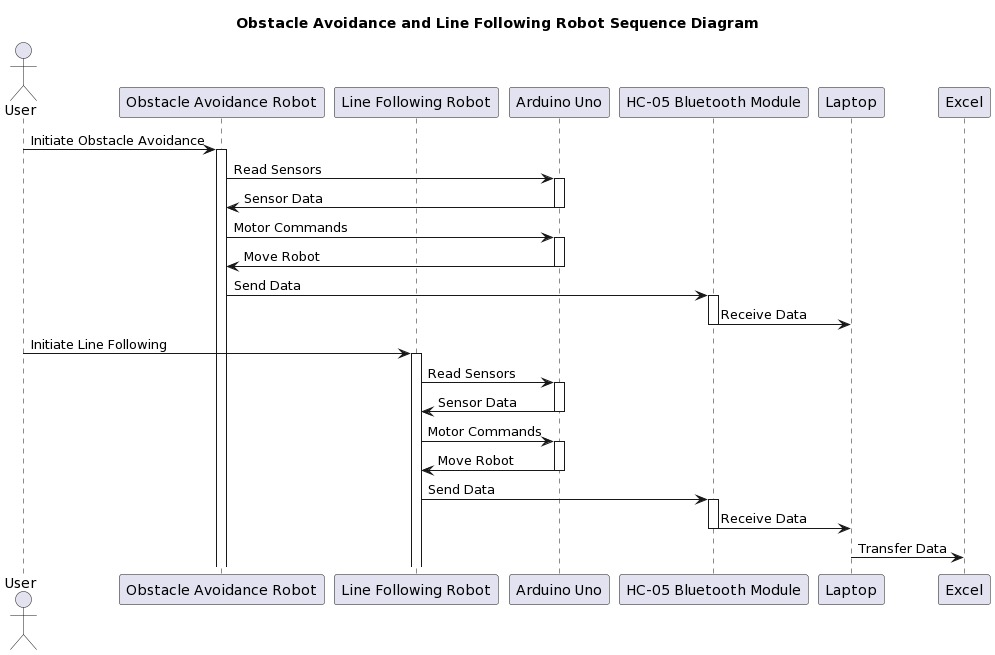 Obstacle Avoidance and Line Following Robot Sequence Diagram
User
Obstacle Avoidance Robot
Line Following Robot
Arduino Uno
HC-05 Bluetooth Module
Laptop
Excel
Initiate Obstacle Avoidance
Read Sensors
Sensor Data
Motor Commands
Move Robot
Send Data
Receive Data
Initiate Line Following
Read Sensors
Sensor Data
Motor Commands
Move Robot
Send Data
Receive Data
Transfer Data
User
Obstacle Avoidance Robot
Line Following Robot
Arduino Uno
HC-05 Bluetooth Module
Laptop
Excel